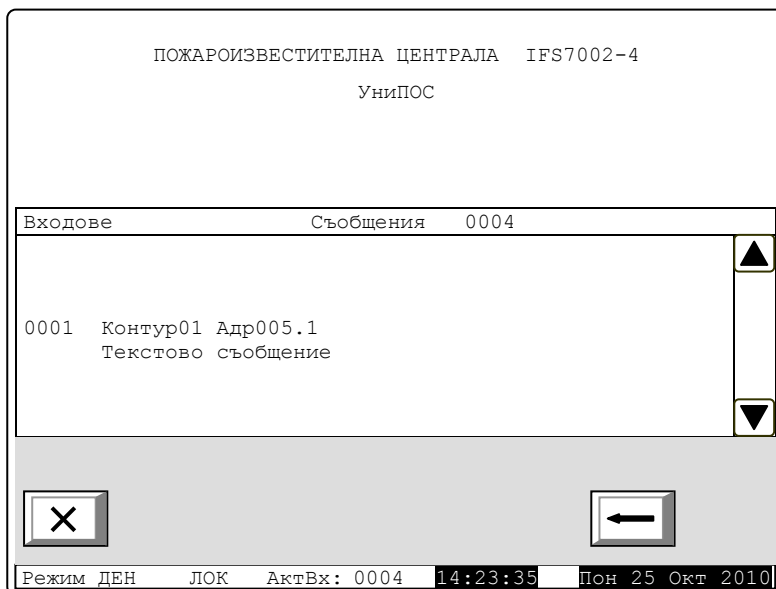 ПОЖАРОИЗВЕСТИТЕЛНА ЦЕНТРАЛА IFS7002-4
УниПОС
Входове Съобщения 0004
0001 Контур01 Адр005.1
Текстово съобщение
Режим ДЕН ЛОК АктВх: 0004 14:23:35 Пон 25 Окт 2010